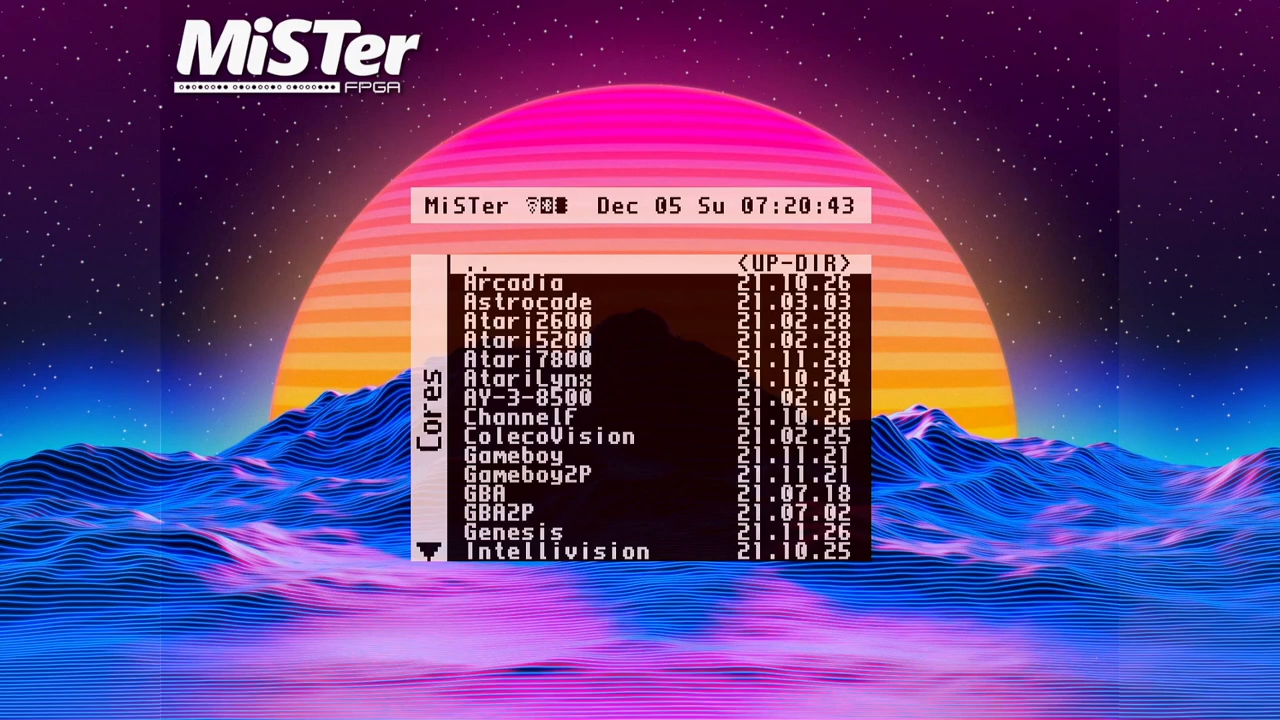 MiSTer
FPGA
MiSTer Dec 05 Su 07:20:43
Cores
.. <UP-DIR>
Arcadia 21.10.26
Astrocade 21.03.03
Atari2600 21.02.28
Atari5200 21.02.28
Atari7800 21.11.28
AtariLynx 21.10.24
AY-3-8500 21.02.05
ChannelF 21.10.26
ColecoVision 21.02.25
Gameboy 21.11.21
Gameboy2P 21.11.21
GBA 21.07.18
GBA2P 21.07.02
Genesis 21.11.26
Intellivision 21.10.25